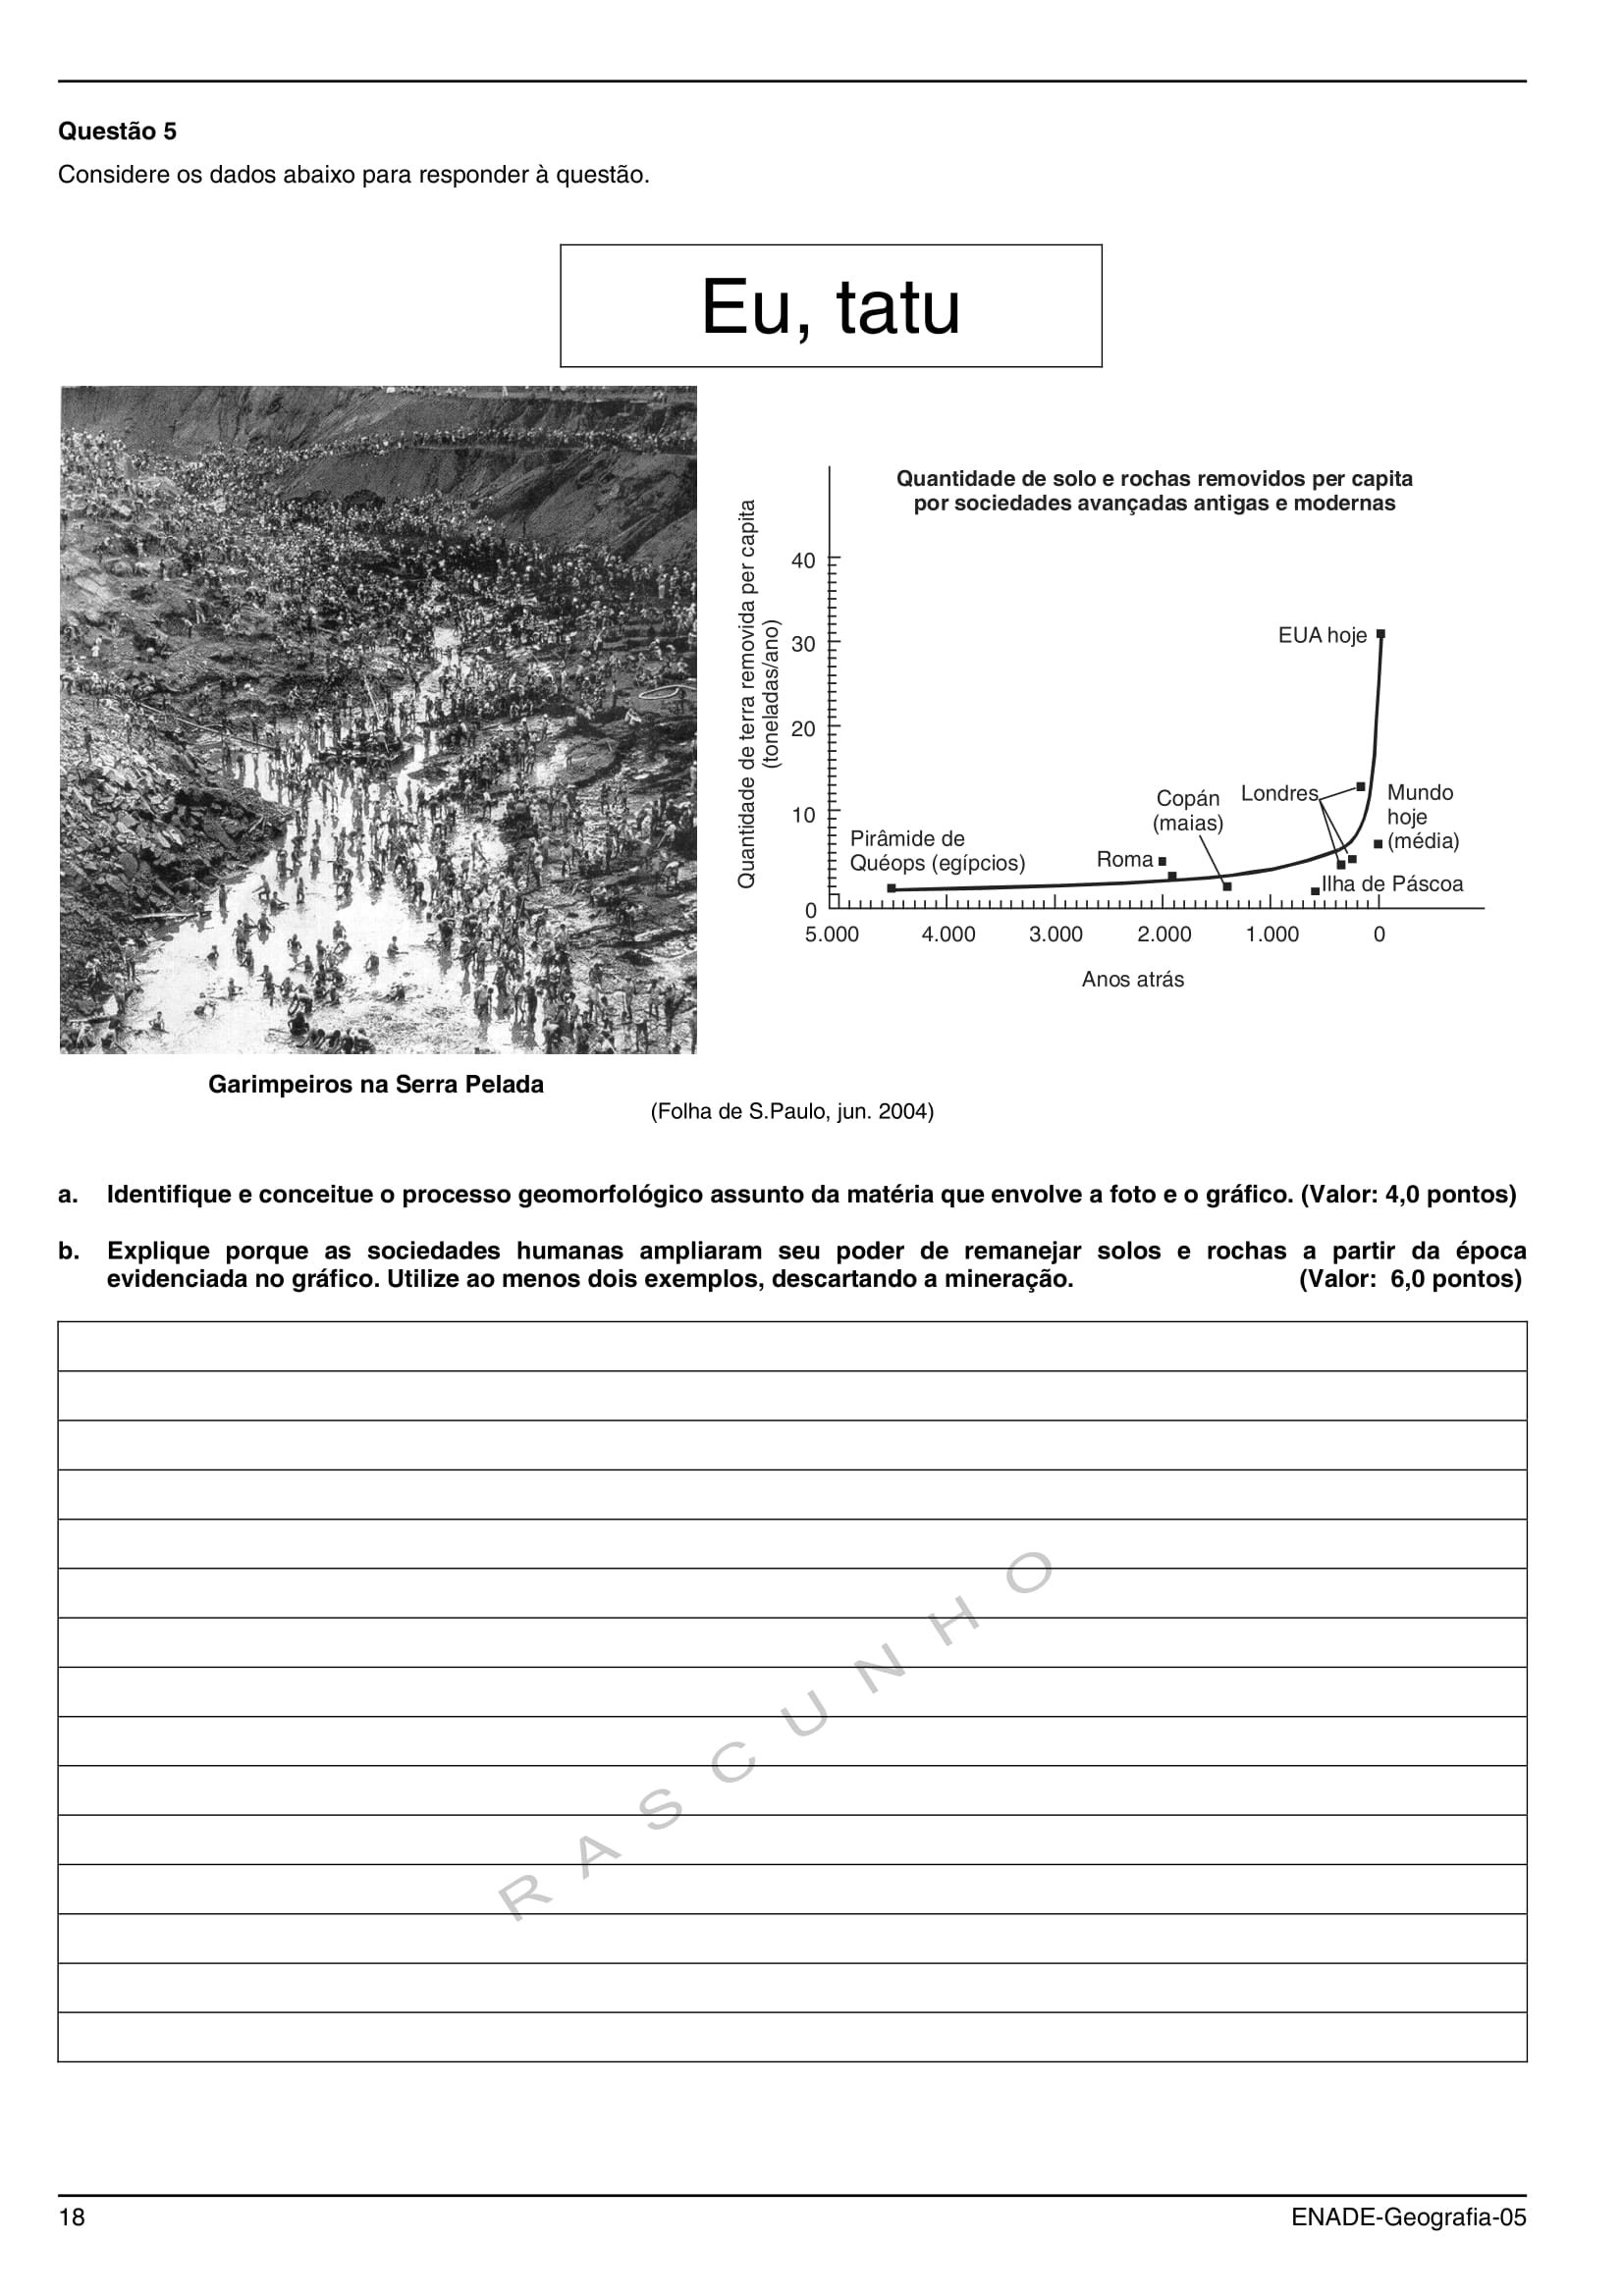 Questão 5
Considere os dados abaixo para responder à questão.
Eu, tatu
Quantidade de solo e rochas removidos per capita
por sociedades avançadas antigas e modernas
Quantidade de terra removida per capita
(toneladas/ano)
40
30
20
10
0
EUA hoje
Londres
Mundo
hoje
(média)
Copán
(maias)
Pirâmide de
Quéops (egípcios)
Roma
Ilha de Páscoa
5.000 4.000 3.000 2.000 1.000 0
Anos atrás
Garimpeiros na Serra Pelada
(Folha de S.Paulo, jun. 2004)
a. Identifique e conceitue o processo geomorfológico assunto da matéria que envolve a foto e o gráfico. (Valor: 4,0 pontos)
b. Explique porque as sociedades humanas ampliaram seu poder de remanejar solos e rochas a partir da época
evidenciada no gráfico. Utilize ao menos dois exemplos, descartando a mineração. (Valor: 6,0 pontos)
RASCUNHO
18 ENADE-Geografia-05